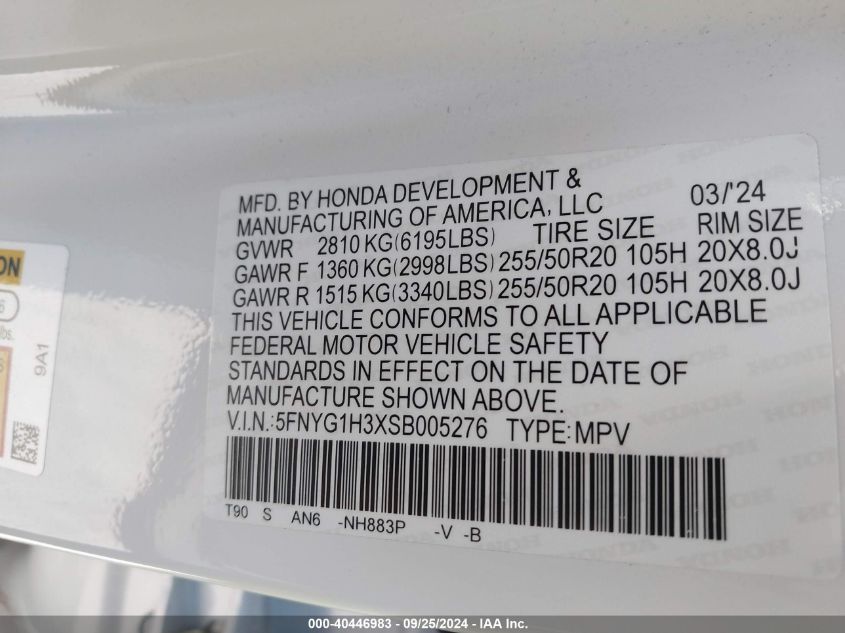 MFD. BY HONDA DEVELOPMENT &
MANUFACTURING OF AMERICA, LLC 03/'24
GVWR 2810 KG(6195LBS) TIRE SIZE RIM SIZE
GAWR F 1360 KG(2998LBS) 255/50R20 105H 20X8.0J
GAWR R 1515 KG(3340LBS) 255/50R20 105H 20X8.0J
THIS VEHICLE CONFORMS TO ALL APPLICABLE
FEDERAL MOTOR VEHICLE SAFETY
STANDARDS IN EFFECT ON THE DATE OF
MANUFACTURE SHOWN ABOVE.
V.I.N.:5FNYG1H3XSB005276 TYPE:MPV
T90 S AN6 -NH883P -V -B
9A1
lbs.
000-40446983 - 09/25/2024 - IAA Inc.